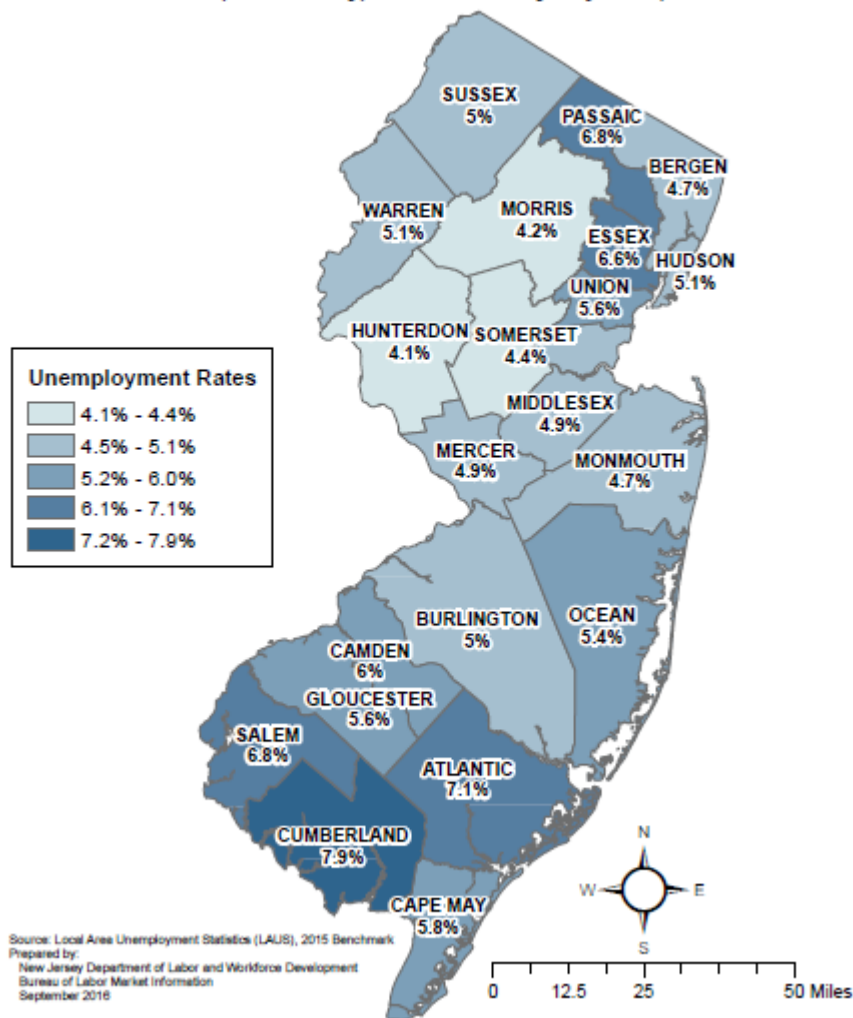 SUSSEX
5%
PASSAIC
6.8%
BERGEN
4.7%
WARREN
5.1%
MORRIS
4.2%
ESSEX
6.6%
HUDSON
5.1%
UNION
5.6%
HUNTERDON
4.1%
SOMERSET
4.4%
Unemployment Rates
4.1% - 4.4%
4.5% - 5.1%
5.2% - 6.0%
6.1% - 7.1%
7.2% - 7.9%
MIDDLESEX
4.9%
MERCER
4.9%
MONMOUTH
4.7%
BURLINGTON
5%
OCEAN
5.4%
CAMDEN
6%
GLOUCESTER
5.6%
SALEM
6.8%
ATLANTIC
7.1%
CUMBERLAND
7.9%
CAPE MAY
5.8%
N
W
E
S
Source: Local Area Unemployment Statistics (LAUS), 2015 Benchmark
Prepared by:
New Jersey Department of Labor and Workforce Development
Bureau of Labor Market Information
September 2016
0 12.5 25 50 Miles